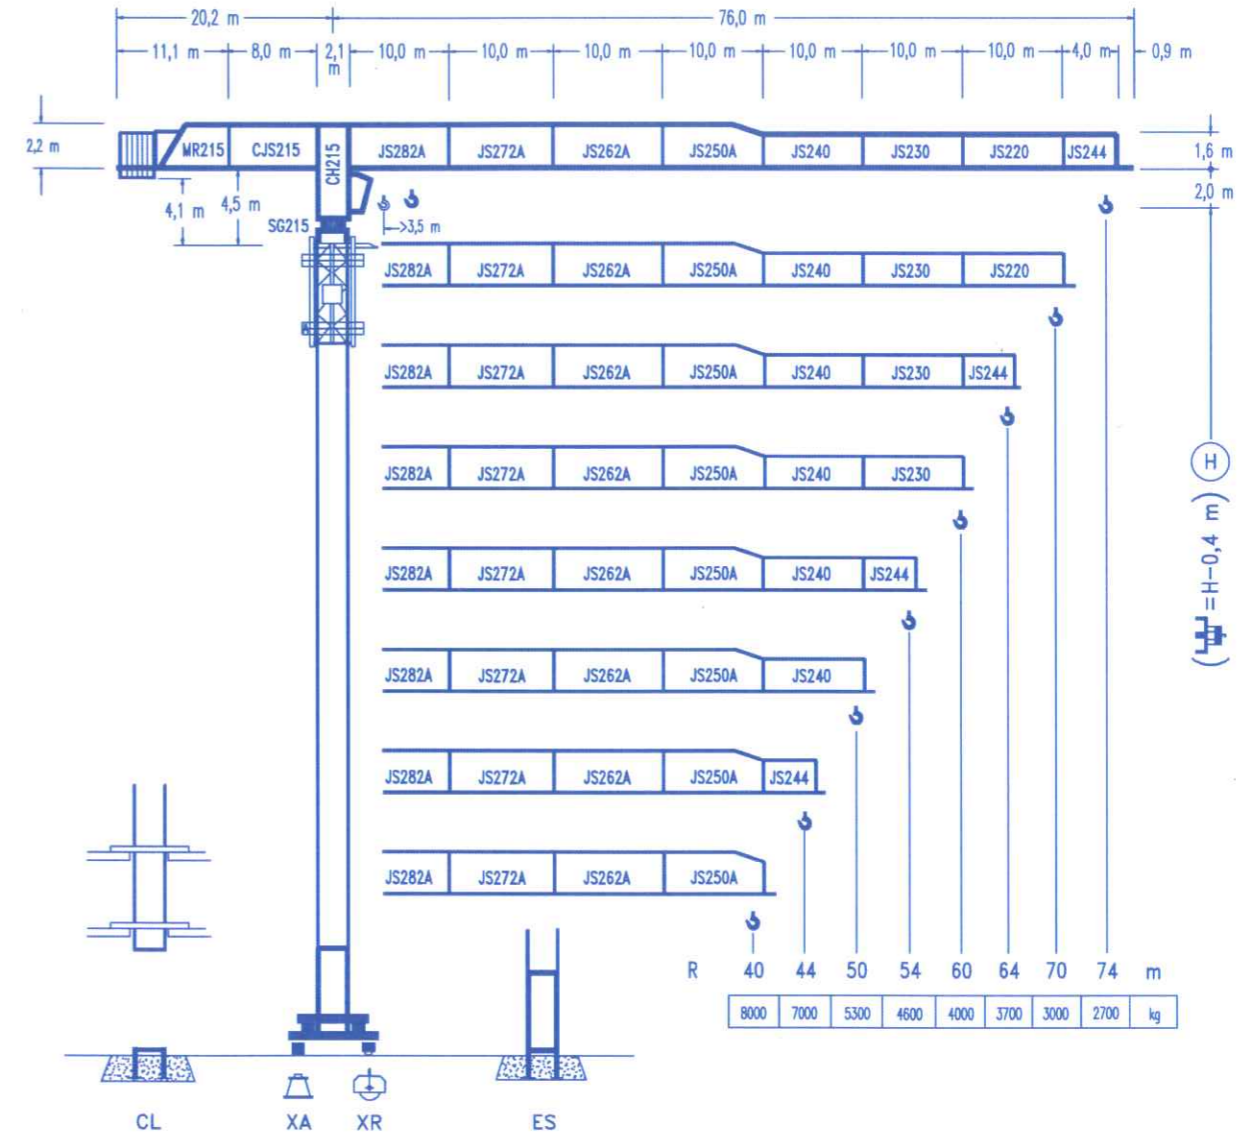 20,2 m 76,0 m
11,1 m 8,0 m 2,1 m 10,0 m 10,0 m 10,0 m 10,0 m 10,0 m 10,0 m 10,0 m 4,0 m 0,9 m
2,2 m MR215 CJS215 CH215 JS282A JS272A JS262A JS250A JS240 JS230 JS220 JS244 1,6 m
4,1 m 4,5 m 2,0 m
SG215 >3,5 m
JS282A JS272A JS262A JS250A JS240 JS230 JS220
JS282A JS272A JS262A JS250A JS240 JS230 JS244
JS282A JS272A JS262A JS250A JS240 JS230
H
(=H-0,4 m)
JS282A JS272A JS262A JS250A JS240 JS244
JS282A JS272A JS262A JS250A JS240
JS282A JS272A JS262A JS250A JS244
JS282A JS272A JS262A JS250A
R 40 44 50 54 60 64 70 74 m
8000 7000 5300 4600 4000 3700 3000 2700 kg
CL XA XR ES